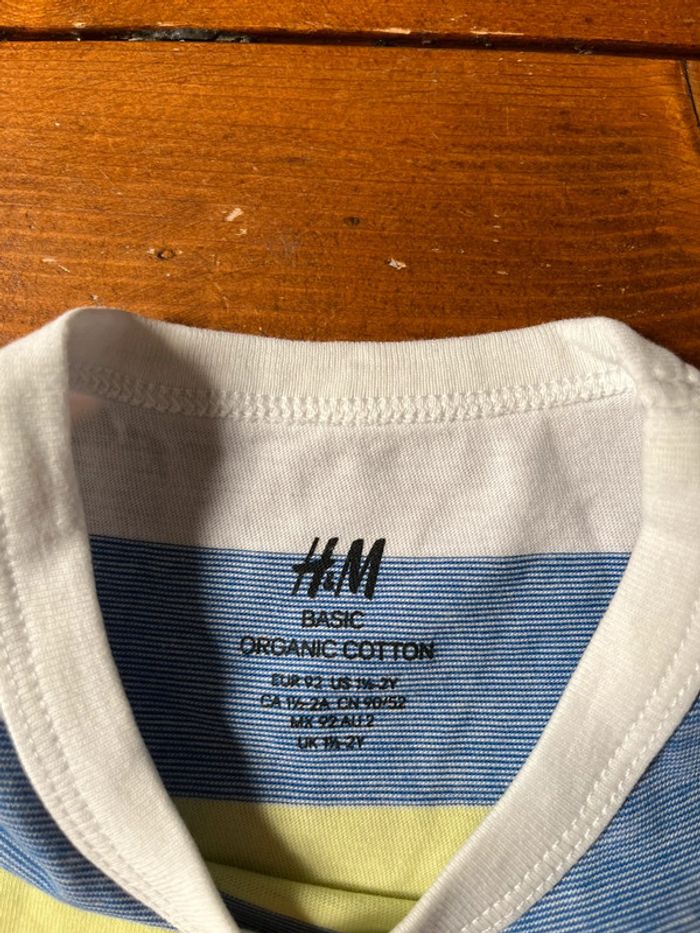 H&M
BASIC
ORGANIC COTTON
EUR 92 US 1½-2Y
CA 1½-2A CN 90/52
MX 92 AU 2
UK 1½-2Y